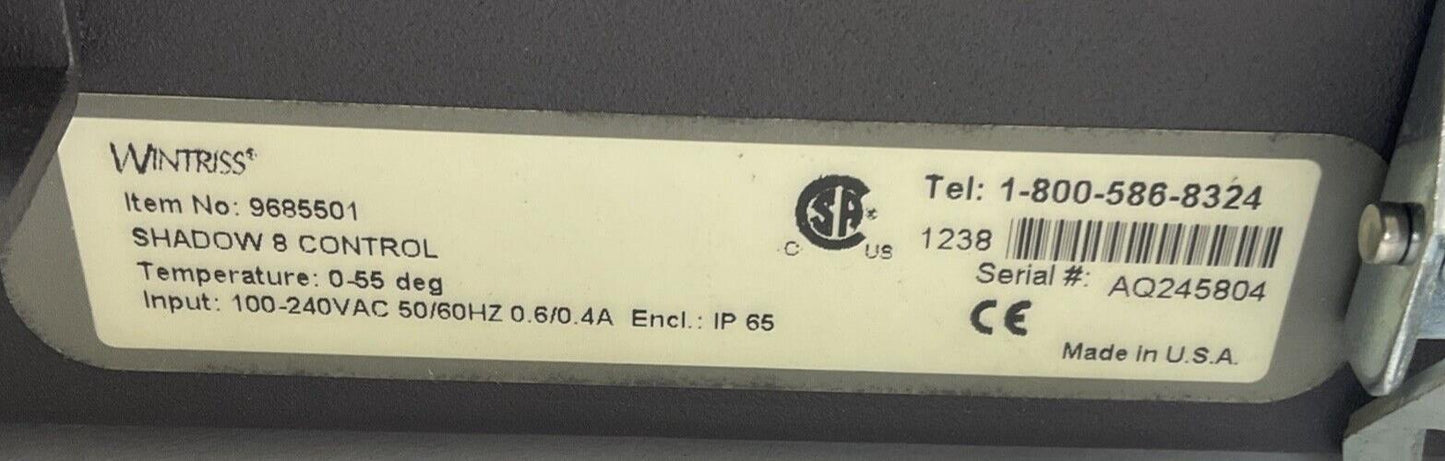 WINTRISS®
Item No: 9685501
SHADOW 8 CONTROL
Temperature: 0-55 deg
Input: 100-240VAC 50/60HZ 0.6/0.4A Encl.: IP 65
CSA®
C US
Tel: 1-800-586-8324
1238
Serial #: AQ245804
CE
Made in U.S.A.